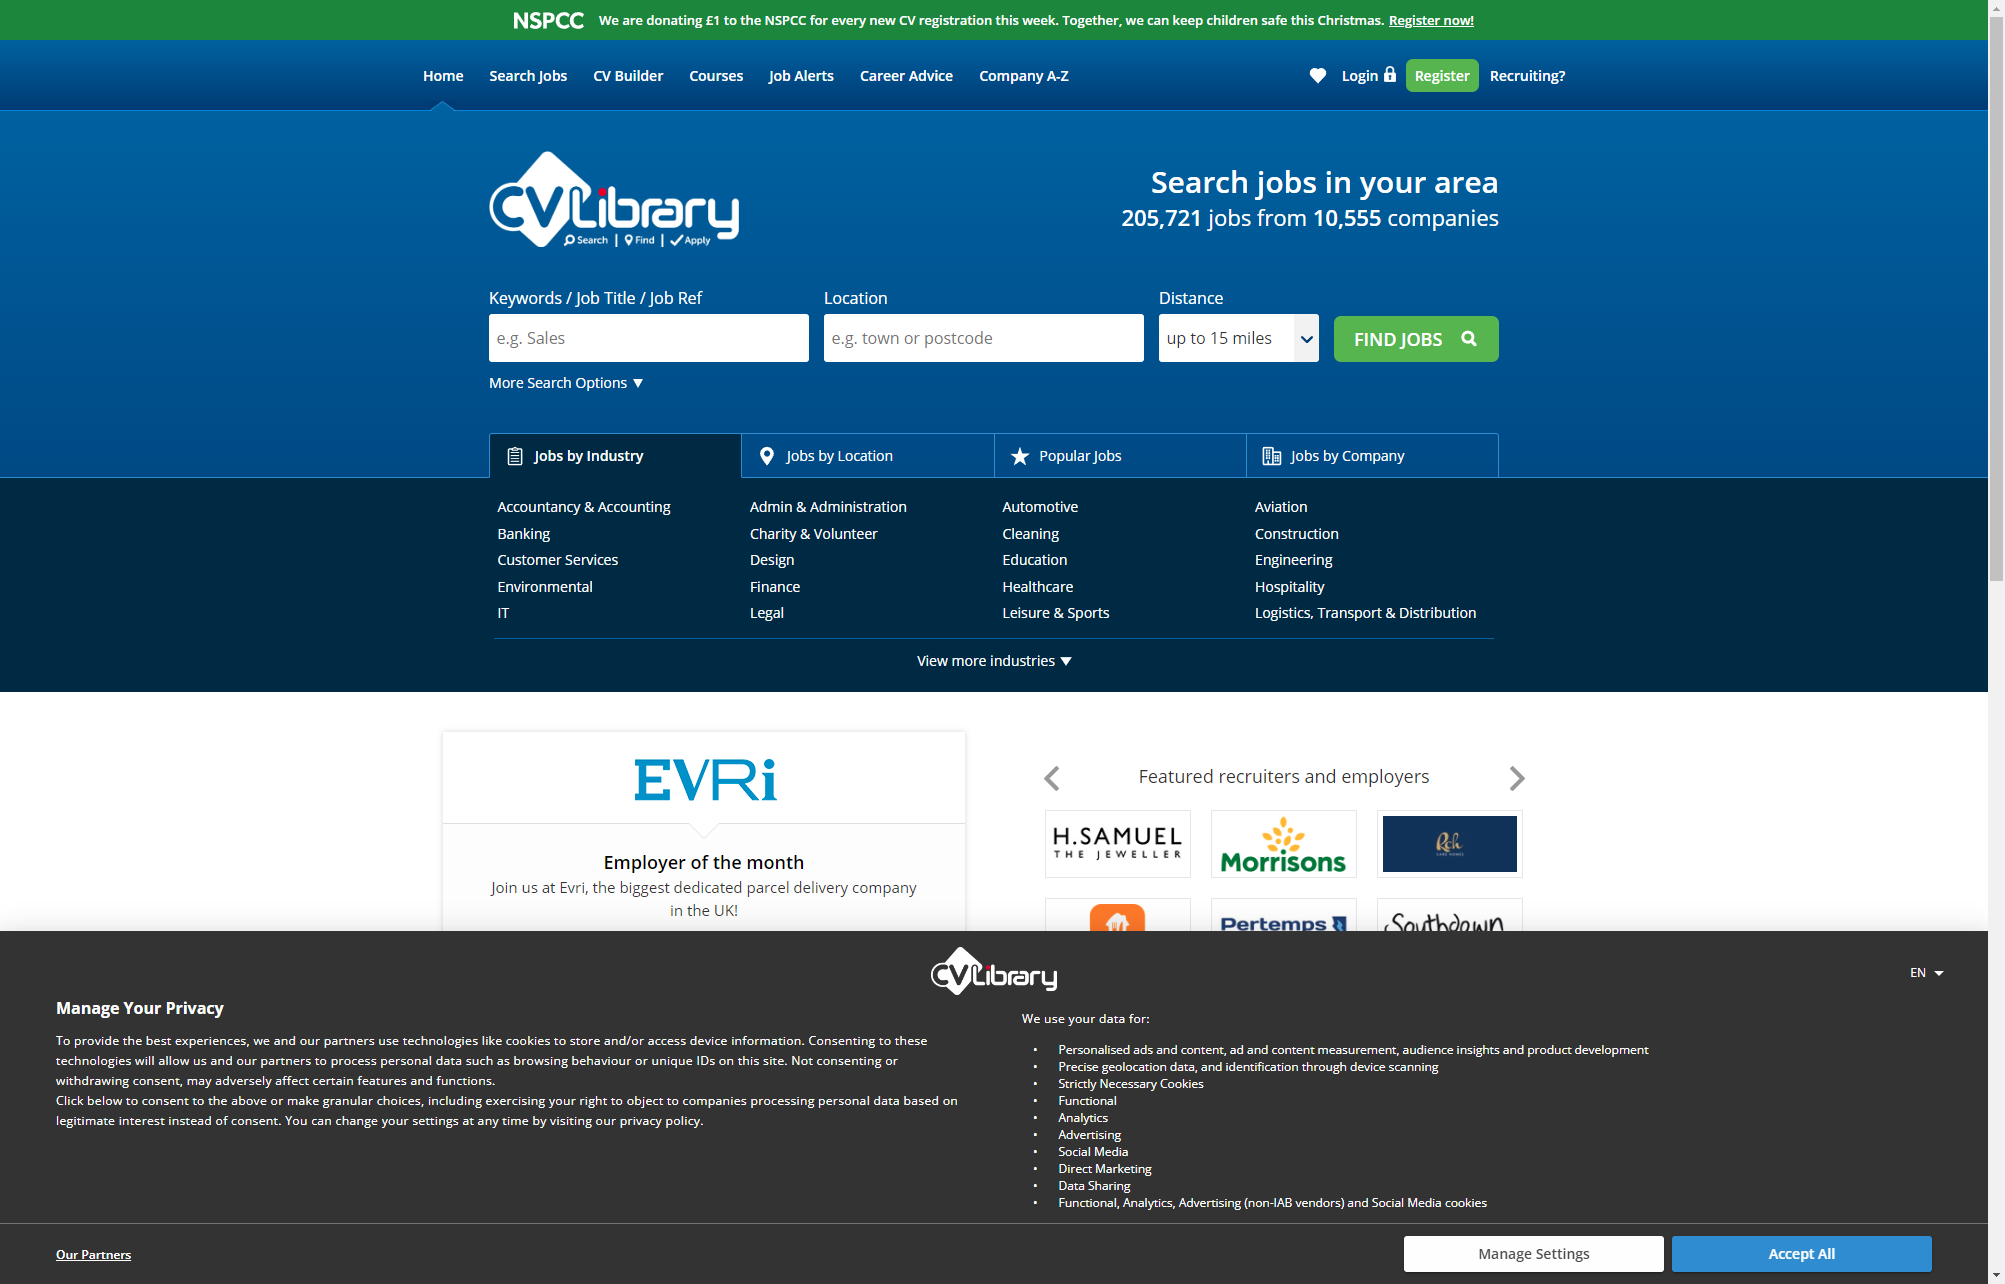 NSPCC We are donating £1 to the NSPCC for every new CV registration this week. Together, we can keep children safe this Christmas. Register now!
Home Search Jobs CV Builder Courses Job Alerts Career Advice Company A-Z Login Register Recruiting?
CVLibrary
Search | Find | Apply
Search jobs in your area
205,721 jobs from 10,555 companies
Keywords / Job Title / Job Ref Location Distance
e.g. Sales e.g. town or postcode up to 15 miles FIND JOBS
More Search Options ▼
Jobs by Industry Jobs by Location Popular Jobs Jobs by Company
Accountancy & Accounting Admin & Administration Automotive Aviation
Banking Charity & Volunteer Cleaning Construction
Customer Services Design Education Engineering
Environmental Finance Healthcare Hospitality
IT Legal Leisure & Sports Logistics, Transport & Distribution
View more industries ▼
EVRi
Employer of the month
Join us at Evri, the biggest dedicated parcel delivery company
in the UK!
Featured recruiters and employers
H.SAMUEL
THE JEWELLER
Morrisons
Rch
CARE HOMES
Pertemps
Southdown
CVLibrary
EN
Manage Your Privacy
To provide the best experiences, we and our partners use technologies like cookies to store and/or access device information. Consenting to these
technologies will allow us and our partners to process personal data such as browsing behaviour or unique IDs on this site. Not consenting or
withdrawing consent, may adversely affect certain features and functions.
Click below to consent to the above or make granular choices, including exercising your right to object to companies processing personal data based on
legitimate interest instead of consent. You can change your settings at any time by visiting our privacy policy.
We use your data for:
• Personalised ads and content, ad and content measurement, audience insights and product development
• Precise geolocation data, and identification through device scanning
• Strictly Necessary Cookies
• Functional
• Analytics
• Advertising
• Social Media
• Direct Marketing
• Data Sharing
• Functional, Analytics, Advertising (non-IAB vendors) and Social Media cookies
Our Partners
Manage Settings Accept All